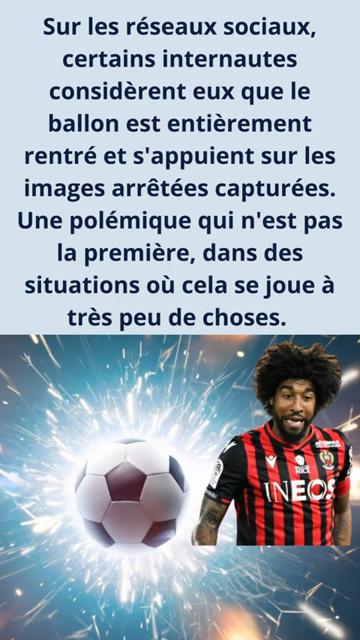 Sur les réseaux sociaux,
certains internautes
considèrent eux que le
ballon est entièrement
rentré et s'appuient sur les
images arrêtées capturées.
Une polémique qui n'est pas
la première, dans des
situations où cela se joue à
très peu de choses.
INEOS